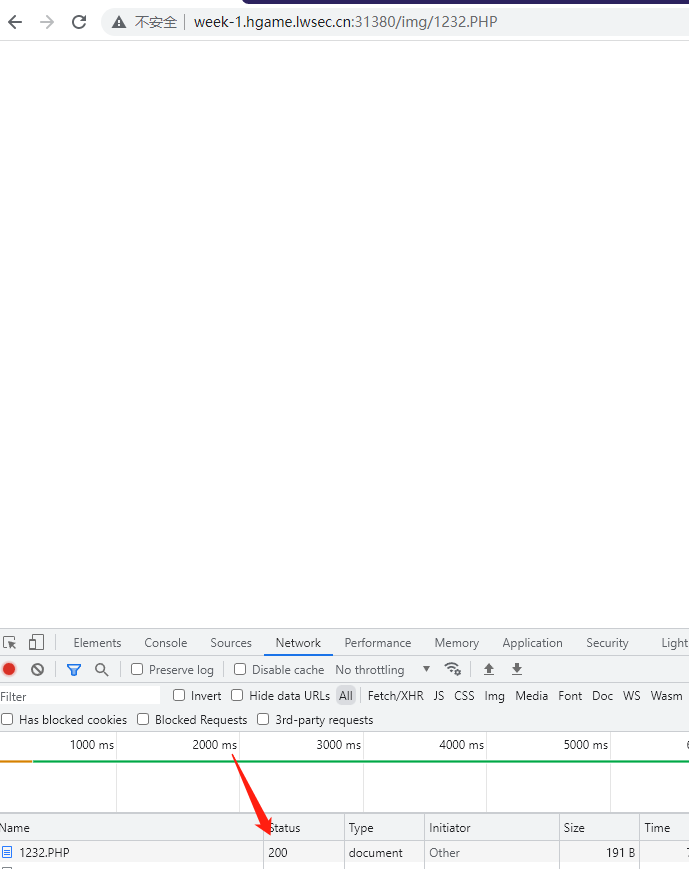 不安全 week-1.hgame.lwsec.cn:31380/img/1232.PHP
Elements Console Sources Network Performance Memory Application Security Light
Preserve log Disable cache No throttling
Filter Invert Hide data URLs All Fetch/XHR JS CSS Img Media Font Doc WS Wasm
Has blocked cookies Blocked Requests 3rd-party requests
1000 ms 2000 ms 3000 ms 4000 ms 5000 ms
Name Status Type Initiator Size Time
1232.PHP 200 document Other 191 B